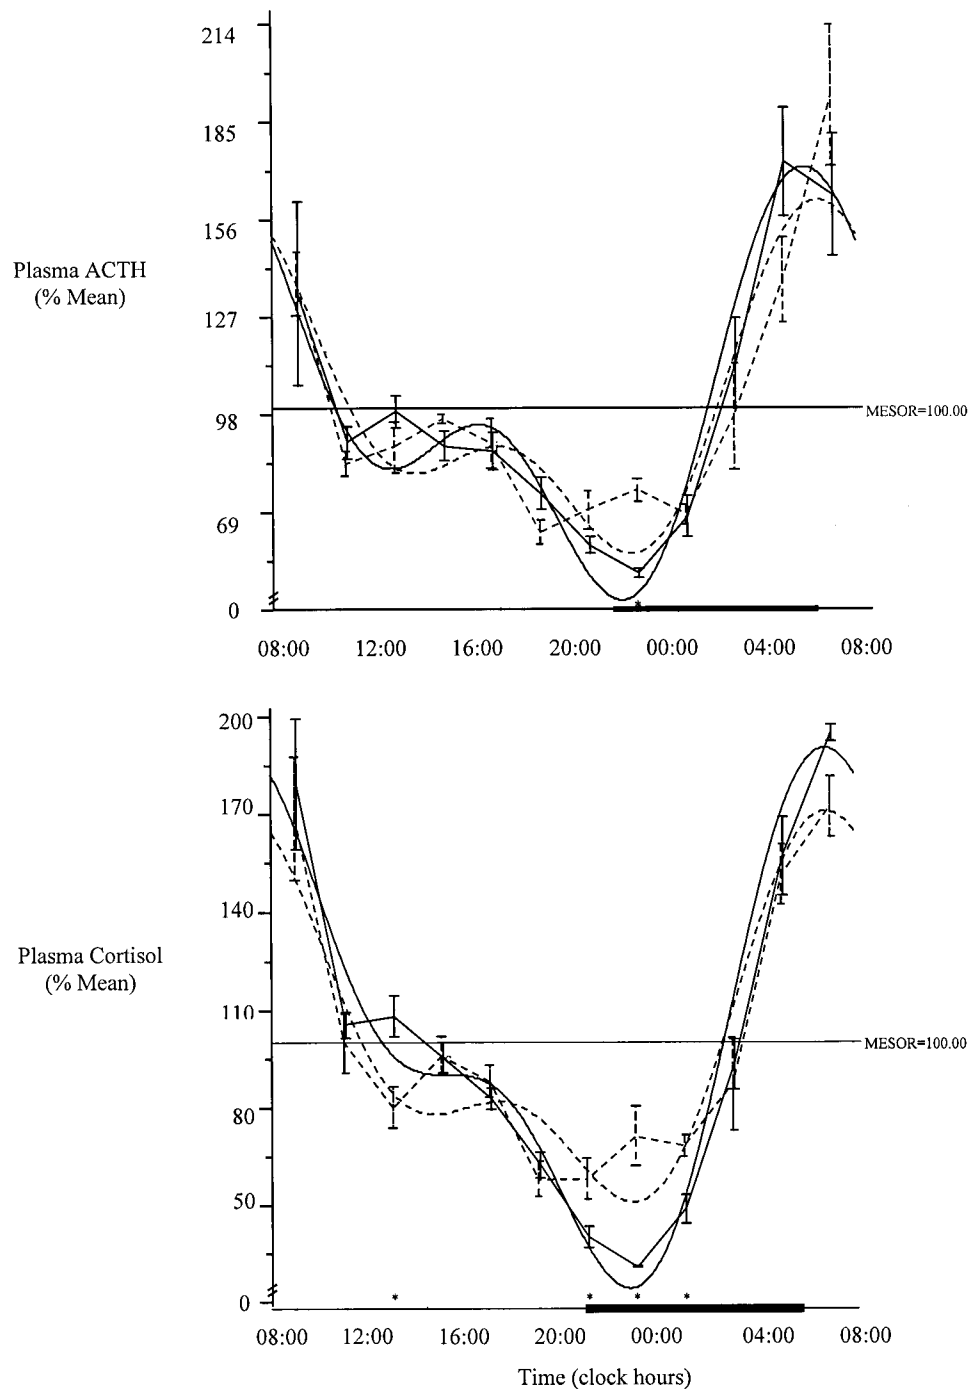 214
185
156
Plasma ACTH
(% Mean)
127
MESOR=100.00
98
69
*
0
08:00 12:00 16:00 20:00 00:00 04:00 08:00
200
170
140
Plasma Cortisol
(% Mean)
110
MESOR=100.00
80
50
* * * *
0
08:00 12:00 16:00 20:00 00:00 04:00 08:00
Time (clock hours)